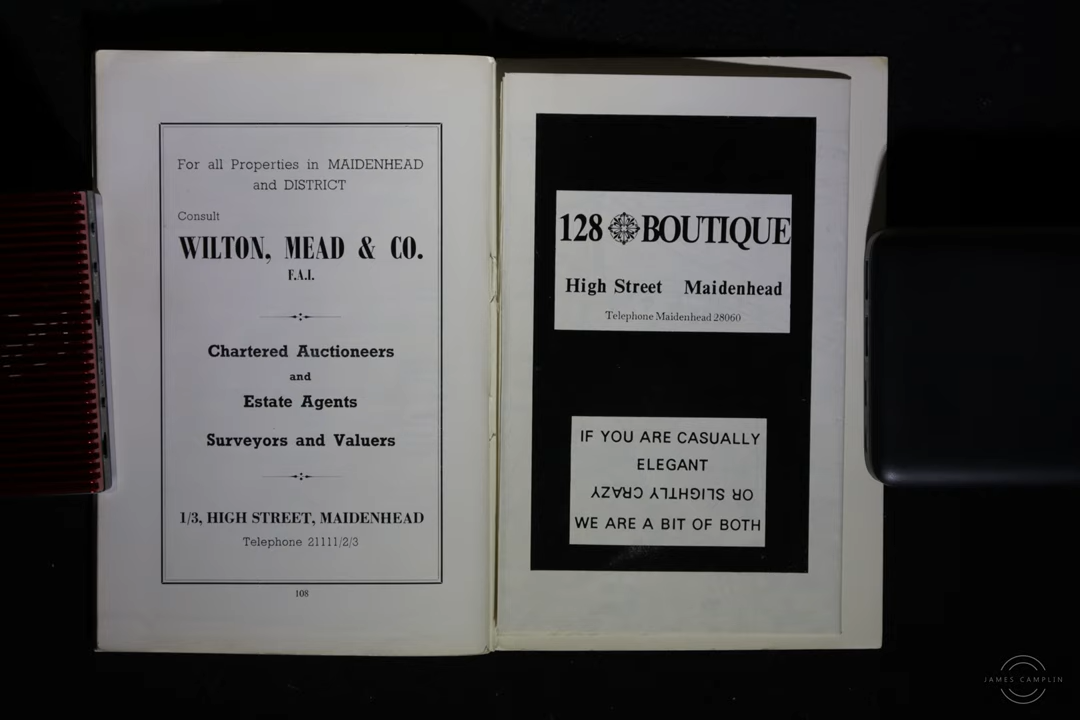 For all Properties in MAIDENHEAD
and DISTRICT
Consult
WILTON, MEAD & CO.
F.A.I.
Chartered Auctioneers
and
Estate Agents
Surveyors and Valuers
1/3, HIGH STREET, MAIDENHEAD
Telephone 21111/2/3
108
128 BOUTIQUE
High Street Maidenhead
Telephone Maidenhead 28060
IF YOU ARE CASUALLY
ELEGANT
OR SLIGHTLY CRAZY
WE ARE A BIT OF BOTH
JAMES CAMPLIN